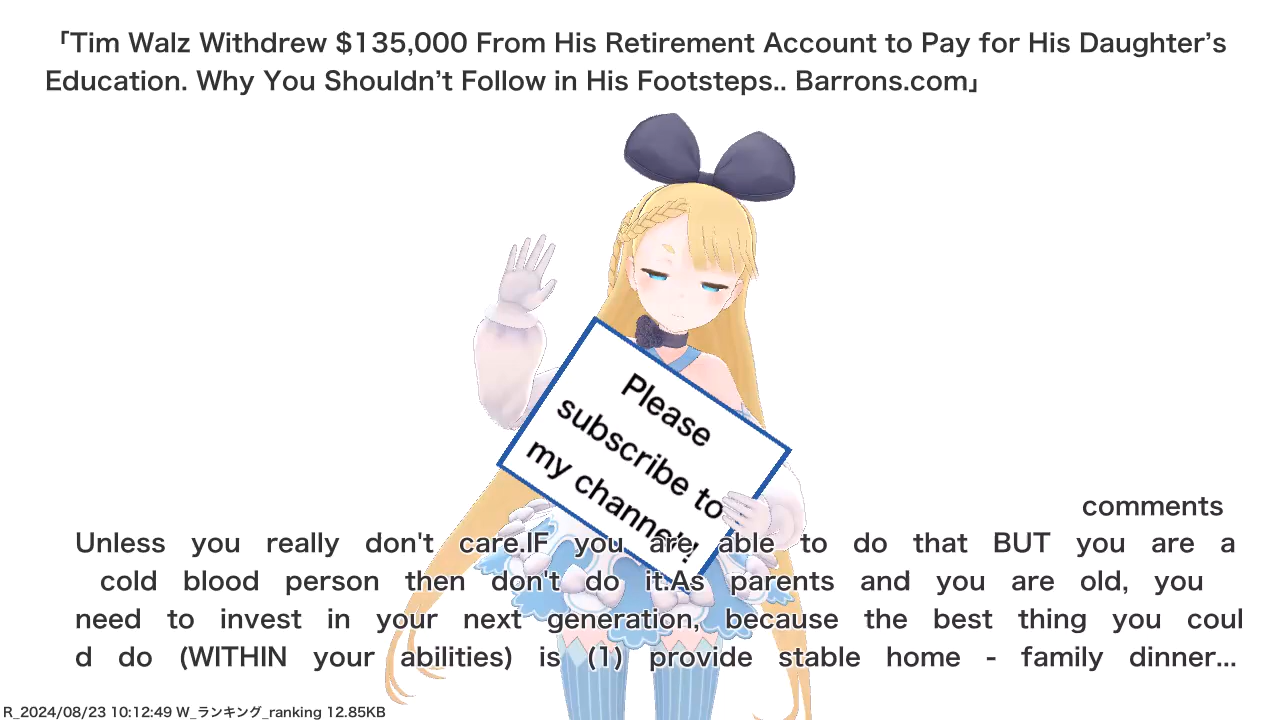 「Tim Walz Withdrew $135,000 From His Retirement Account to Pay for His Daughter’s
Education. Why You Shouldn’t Follow in His Footsteps.. Barrons.com」
Please
subscribe to
my channel!
comments
Unless you really don't care.IF you are able to do that BUT you are a
cold blood person then don't do it.As parents and you are old, you
need to invest in your next generation, because the best thing you coul
d do (WITHIN your abilities) is (1) provide stable home - family dinner...
R_2024/08/23 10:12:49 W_ランキング_ranking 12.85KB